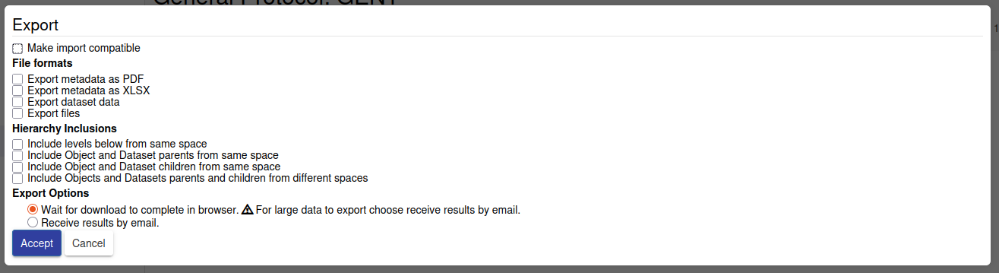 General Protocol: GEN1
Export
Make import compatible
File formats
Export metadata as PDF
Export metadata as XLSX
Export dataset data
Export files
Hierarchy Inclusions
Include levels below from same space
Include Object and Dataset parents from same space
Include Object and Dataset children from same space
Include Objects and Datasets parents and children from different spaces
Export Options
Wait for download to complete in browser. ⚠ For large data to export choose receive results by email.
Receive results by email.
Accept Cancel